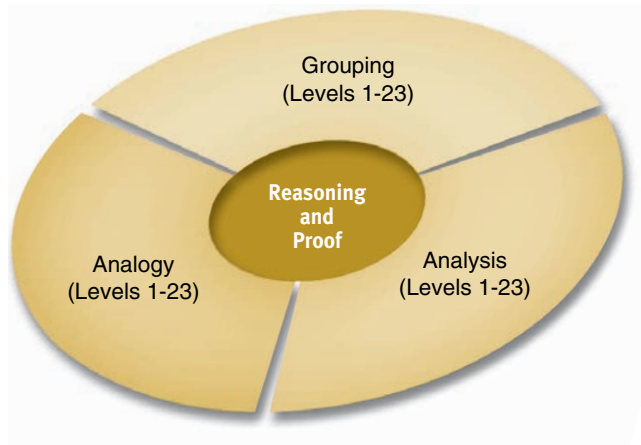 Grouping
(Levels 1-23)
Reasoning
and
Proof
Analogy
(Levels 1-23)
Analysis
(Levels 1-23)